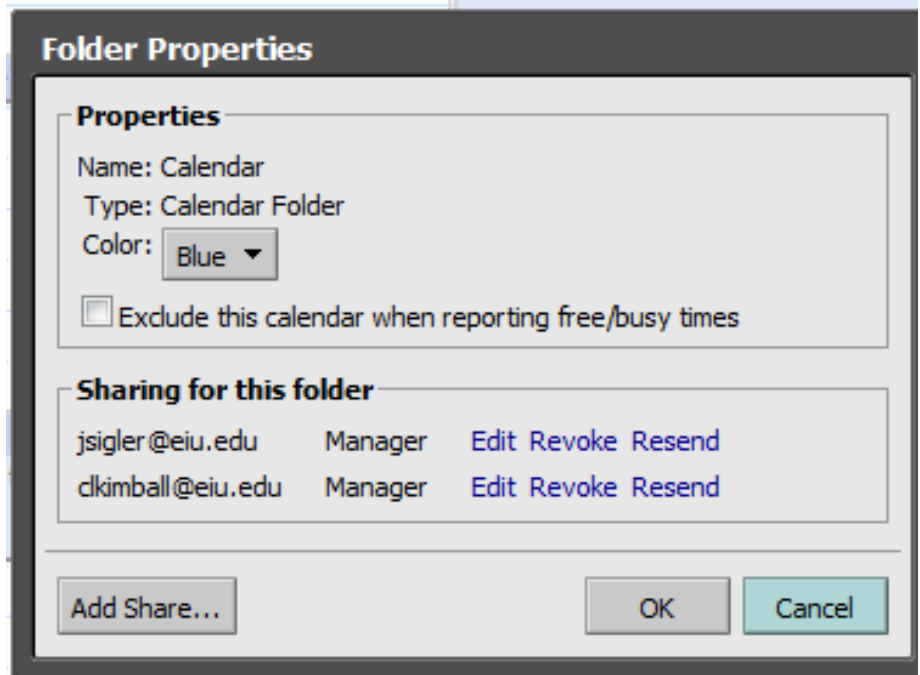 Folder Properties
Properties
Name: Calendar
Type: Calendar Folder
Color: Blue
Exclude this calendar when reporting free/busy times
Sharing for this folder
jsigler@eiu.edu Manager Edit Revoke Resend
clkimball@eiu.edu Manager Edit Revoke Resend
Add Share... OK Cancel